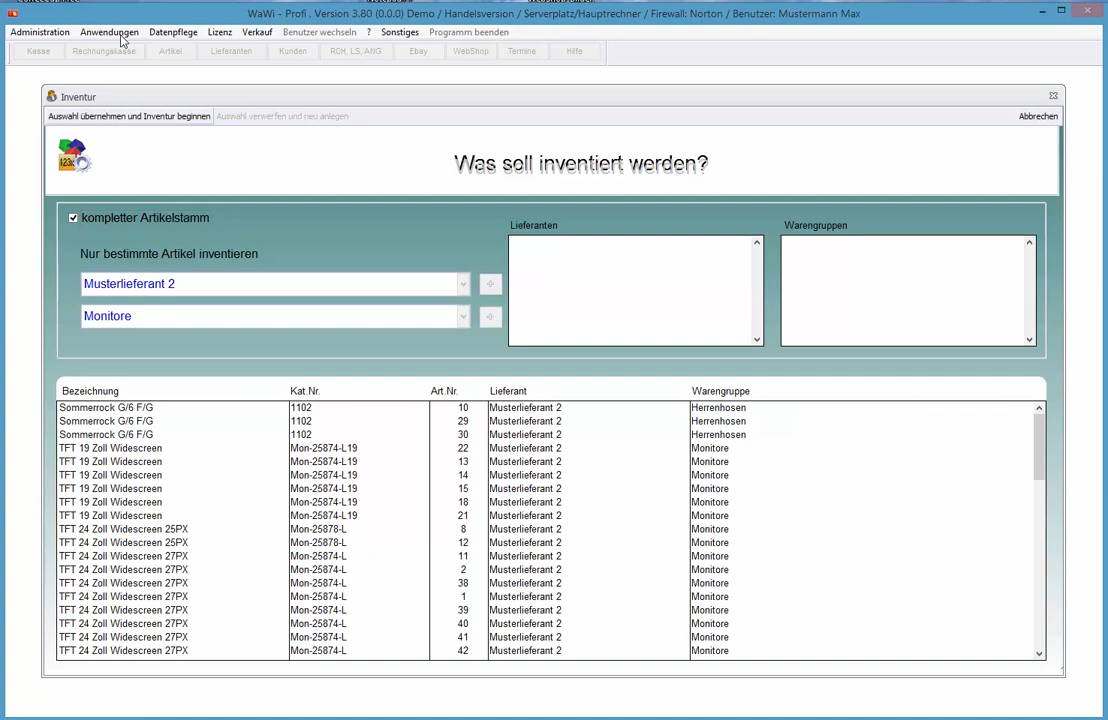 WaWi - Profi . Version 3.80 (0.0.0) Demo / Handelsversion / Serverplatz/Hauptrechner / Firewall: Norton / Benutzer: Mustermann Max
Administration Anwendungen Datenpflege Lizenz Verkauf Benutzer wechseln ? Sonstiges Programm beenden
Kasse Rechnungskasse Artikel Lieferanten Kunden RCH, LS, ANG Ebay WebShop Termine Hilfe
Inventur
Auswahl übernehmen und Inventur beginnen Auswahl verwerfen und neu anlegen Abbrechen
123
Was soll inventiert werden?
kompletter Artikelstamm
Lieferanten Warengruppen
Nur bestimmte Artikel inventieren
Musterlieferant 2
Monitore
Bezeichnung Kat.Nr. Art.Nr. Lieferant Warengruppe
Sommerrock G/6 F/G 1102 10 Musterlieferant 2 Herrenhosen
Sommerrock G/6 F/G 1102 29 Musterlieferant 2 Herrenhosen
Sommerrock G/6 F/G 1102 30 Musterlieferant 2 Herrenhosen
TFT 19 Zoll Widescreen Mon-25874-L19 22 Musterlieferant 2 Monitore
TFT 19 Zoll Widescreen Mon-25874-L19 13 Musterlieferant 2 Monitore
TFT 19 Zoll Widescreen Mon-25874-L19 14 Musterlieferant 2 Monitore
TFT 19 Zoll Widescreen Mon-25874-L19 15 Musterlieferant 2 Monitore
TFT 19 Zoll Widescreen Mon-25874-L19 18 Musterlieferant 2 Monitore
TFT 19 Zoll Widescreen Mon-25874-L19 21 Musterlieferant 2 Monitore
TFT 24 Zoll Widescreen 25PX Mon-25878-L 8 Musterlieferant 2 Monitore
TFT 24 Zoll Widescreen 25PX Mon-25878-L 12 Musterlieferant 2 Monitore
TFT 24 Zoll Widescreen 27PX Mon-25874-L 11 Musterlieferant 2 Monitore
TFT 24 Zoll Widescreen 27PX Mon-25874-L 2 Musterlieferant 2 Monitore
TFT 24 Zoll Widescreen 27PX Mon-25874-L 38 Musterlieferant 2 Monitore
TFT 24 Zoll Widescreen 27PX Mon-25874-L 1 Musterlieferant 2 Monitore
TFT 24 Zoll Widescreen 27PX Mon-25874-L 39 Musterlieferant 2 Monitore
TFT 24 Zoll Widescreen 27PX Mon-25874-L 40 Musterlieferant 2 Monitore
TFT 24 Zoll Widescreen 27PX Mon-25874-L 41 Musterlieferant 2 Monitore
TFT 24 Zoll Widescreen 27PX Mon-25874-L 42 Musterlieferant 2 Monitore